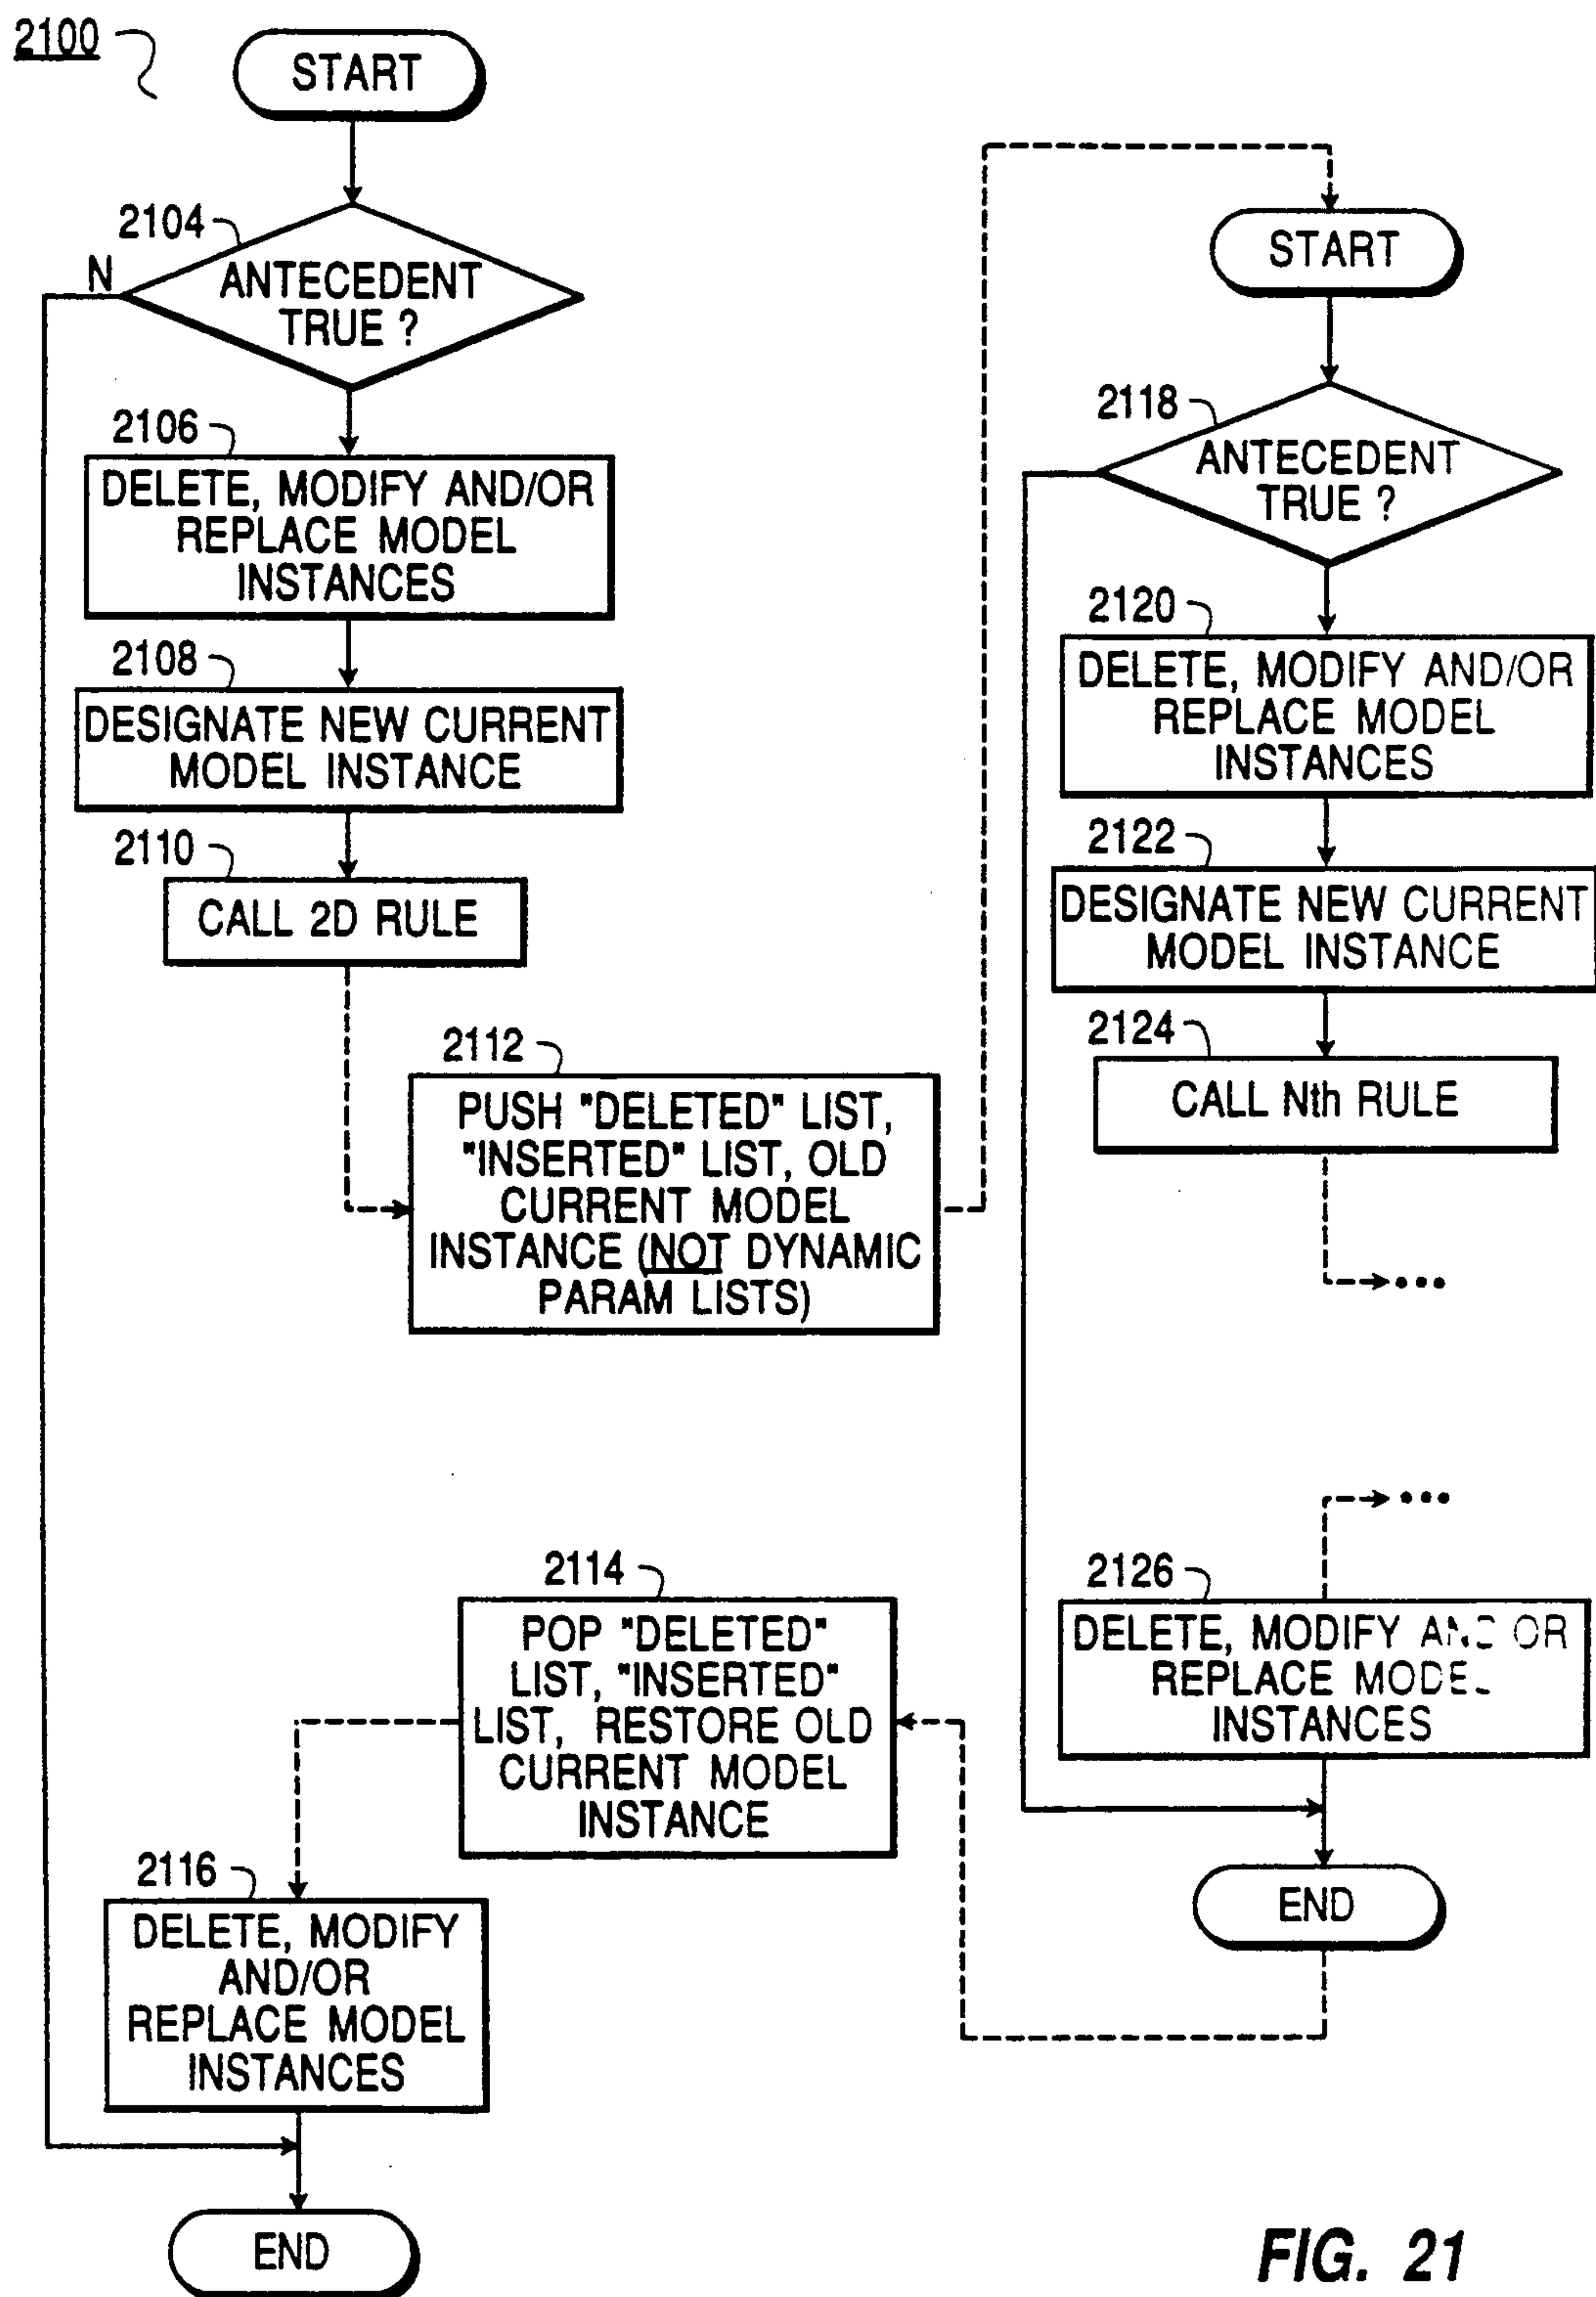 2100
START
2104
N
ANTECEDENT
TRUE ?
2106
DELETE, MODIFY AND/OR
REPLACE MODEL
INSTANCES
2108
DESIGNATE NEW CURRENT
MODEL INSTANCE
2110
CALL 2D RULE
2112
PUSH "DELETED" LIST,
"INSERTED" LIST, OLD
CURRENT MODEL
INSTANCE (NOT DYNAMIC
PARAM LISTS)
START
2118
ANTECEDENT
TRUE ?
2120
DELETE, MODIFY AND/OR
REPLACE MODEL
INSTANCES
2122
DESIGNATE NEW CURRENT
MODEL INSTANCE
2124
CALL Nth RULE
•••
•••
2126
DELETE, MODIFY AND OR
REPLACE MODEL
INSTANCES
END
2114
POP "DELETED"
LIST, "INSERTED"
LIST, RESTORE OLD
CURRENT MODEL
INSTANCE
2116
DELETE, MODIFY
AND/OR
REPLACE MODEL
INSTANCES
END
FIG. 21